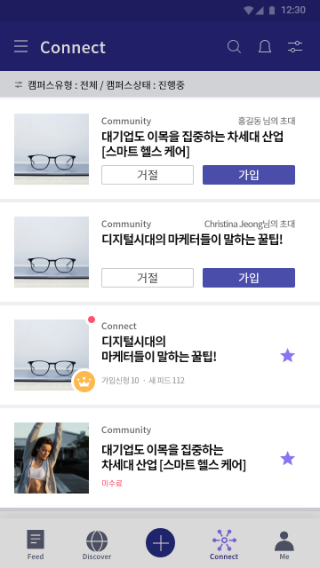 12:30
Connect
캠퍼스유형 : 전체 / 캠퍼스상태 : 진행중
Community
홍길동 님의 초대
대기업도 이목을 집중하는 차세대 산업
[스마트 헬스 케어]
거절
가입
Community
Christina Jeong님의 초대
디지털시대의 마케터들이 말하는 꿀팁!
거절
가입
Connect
디지털시대의
마케터들이 말하는 꿀팁!
가입신청 10 · 새 피드 112
Community
대기업도 이목을 집중하는
차세대 산업 [스마트 헬스 케어]
미수료
Feed
Discover
Connect
Me